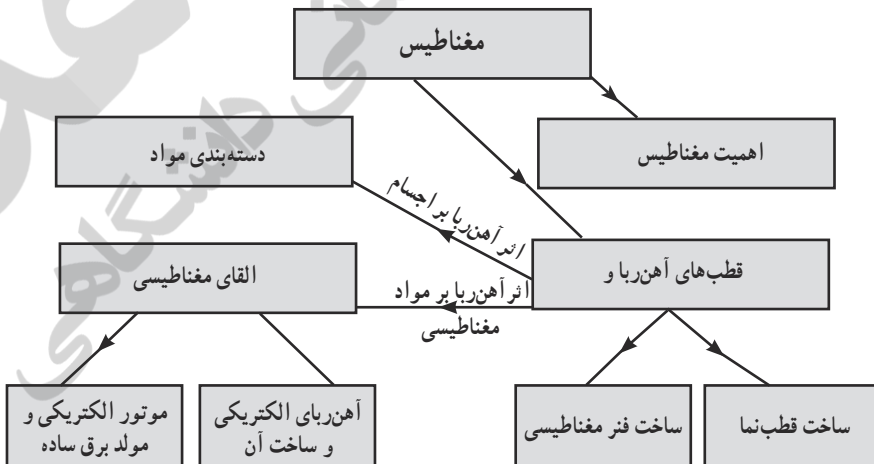 مغناطیس
اهمیت مغناطیس
دسته‌بندی مواد
اثر آهن‌ربا بر اجسام
قطب‌های آهن‌ربا و
القای مغناطیسی
اثر آهن‌ربا بر مواد
مغناطیسی
ساخت قطب‌نما
ساخت فنر مغناطیسی
آهن‌ربای الکتریکی
و ساخت آن
موتور الکتریکی و
مولد برق ساده